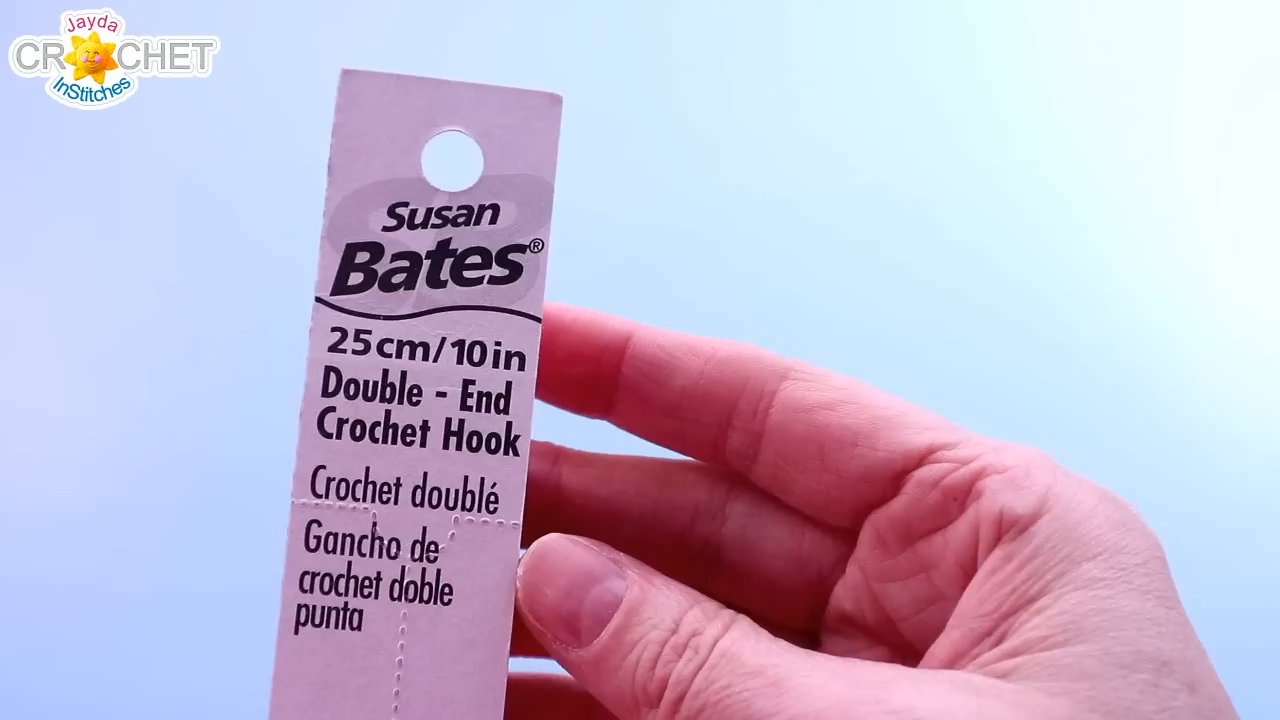 Jayda
CROCHET
InStitches
Susan
Bates®
25cm/10in
Double - End
Crochet Hook
Crochet doublé
Gancho de
crochet doble
punta